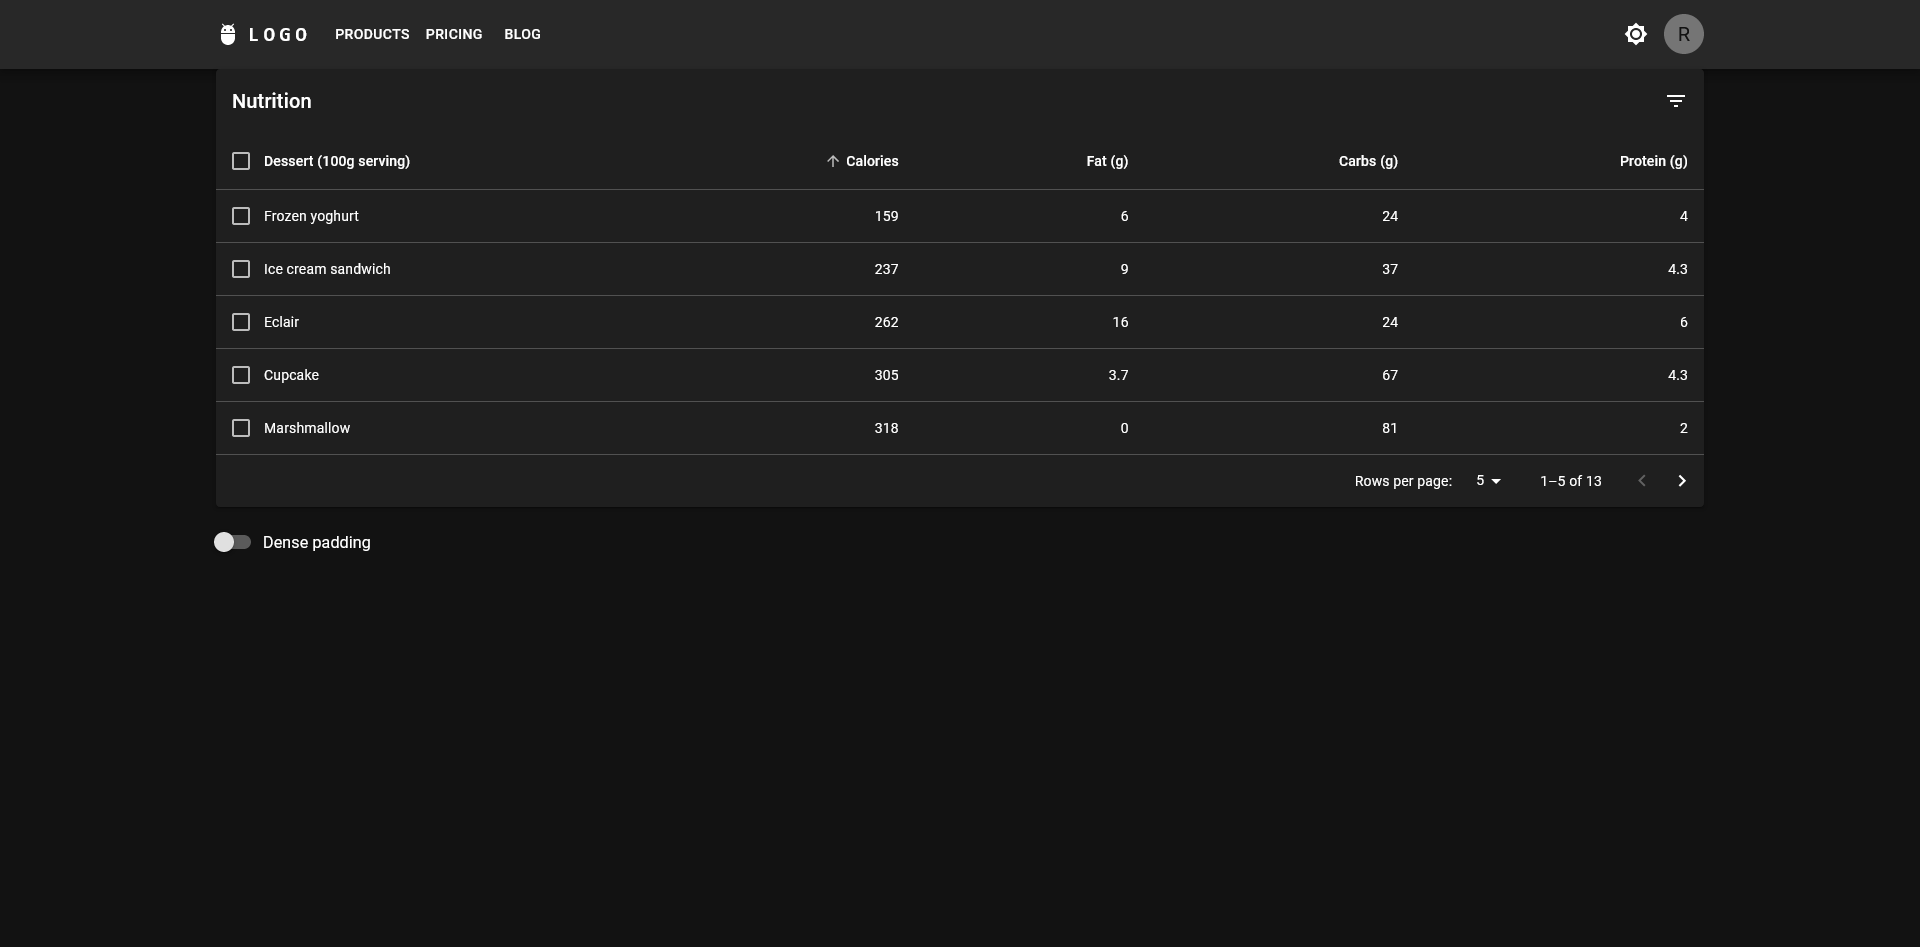 LOGO PRODUCTS PRICING BLOG R
Nutrition
Dessert (100g serving) Calories Fat (g) Carbs (g) Protein (g)
Frozen yoghurt 159 6 24 4
Ice cream sandwich 237 9 37 4.3
Eclair 262 16 24 6
Cupcake 305 3.7 67 4.3
Marshmallow 318 0 81 2
Rows per page: 5 1–5 of 13
Dense padding